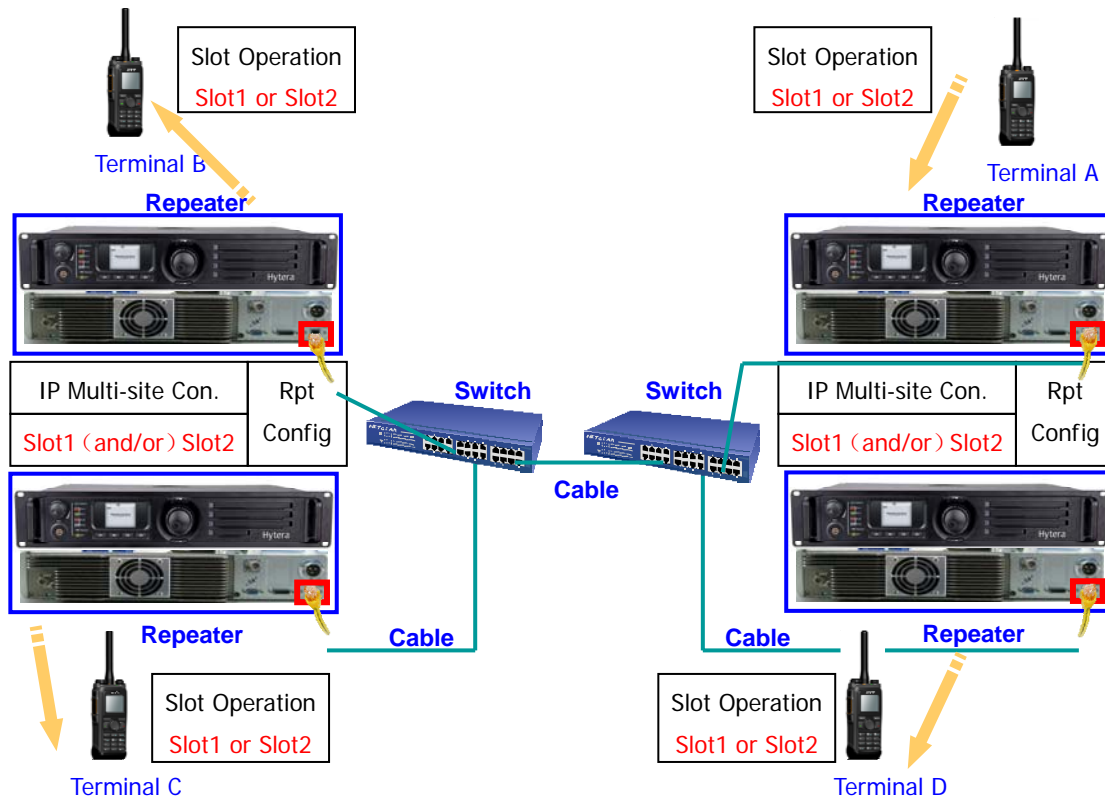 Slot Operation
Slot1 or Slot2
Terminal B
Slot Operation
Slot1 or Slot2
Terminal A
Repeater
Hytera
Repeater
Hytera
IP Multi-site Con.
Slot1（and/or）Slot2
Rpt
Config
Switch
Switch
Cable
IP Multi-site Con.
Slot1（and/or）Slot2
Rpt
Config
Hytera
Repeater
Cable
Hytera
Cable
Repeater
Slot Operation
Slot1 or Slot2
Terminal C
Slot Operation
Slot1 or Slot2
Terminal D